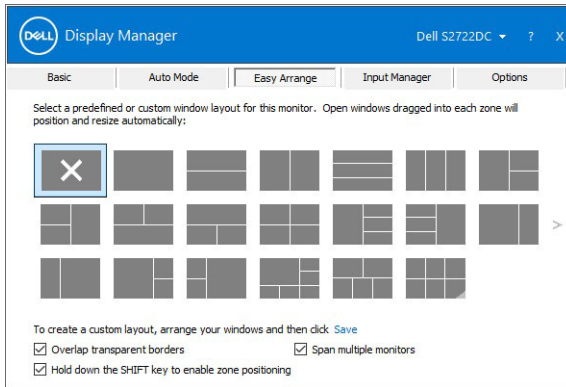 DELL Display Manager Dell S2722DC ? X
Basic Auto Mode Easy Arrange Input Manager Options
Select a predefined or custom window layout for this monitor. Open windows dragged into each zone will
position and resize automatically:
To create a custom layout, arrange your windows and then click Save
Overlap transparent borders Span multiple monitors
Hold down the SHIFT key to enable zone positioning